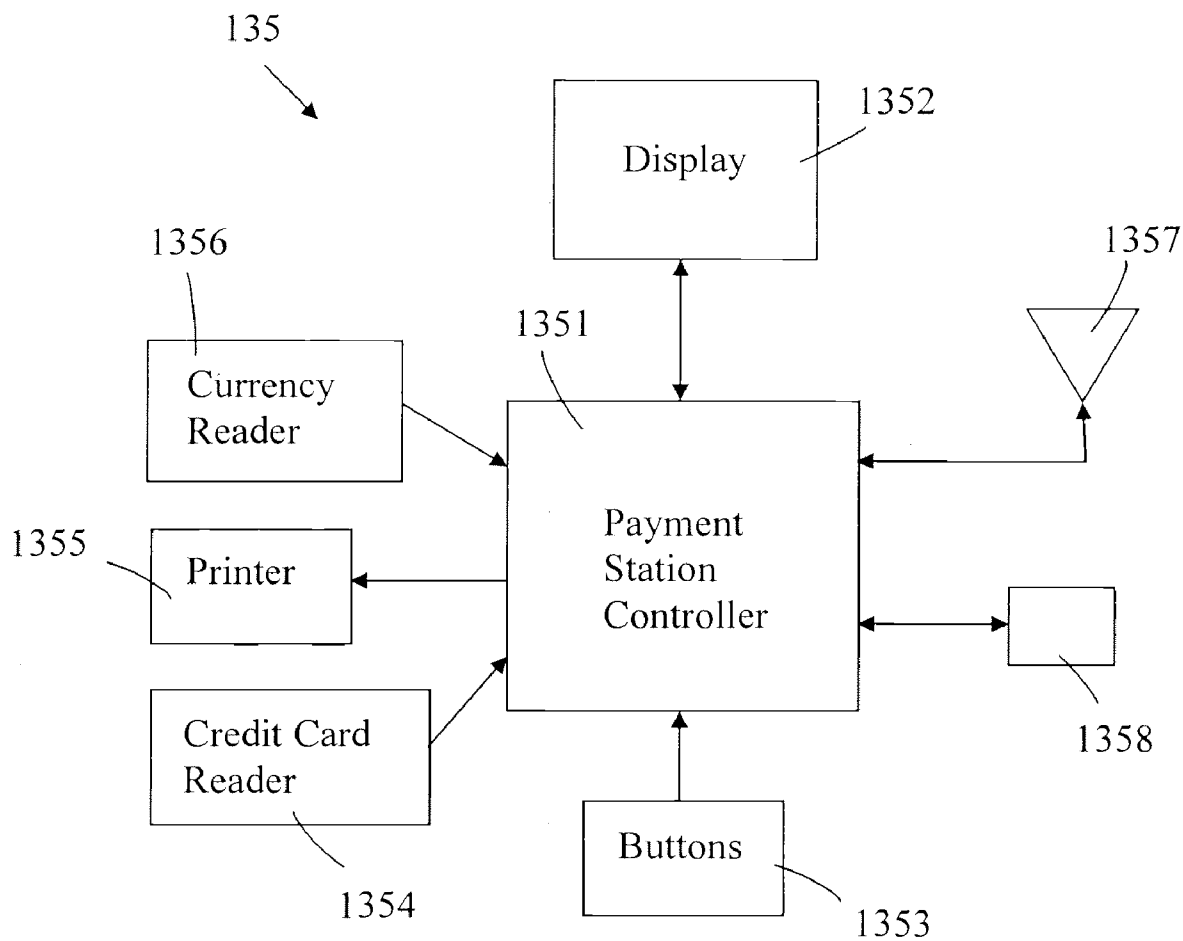 135
1352
Display
1356
1357
1351
Currency
Reader
Payment
Station
Controller
1355
Printer
Credit Card
Reader
1358
Buttons
1354
1353